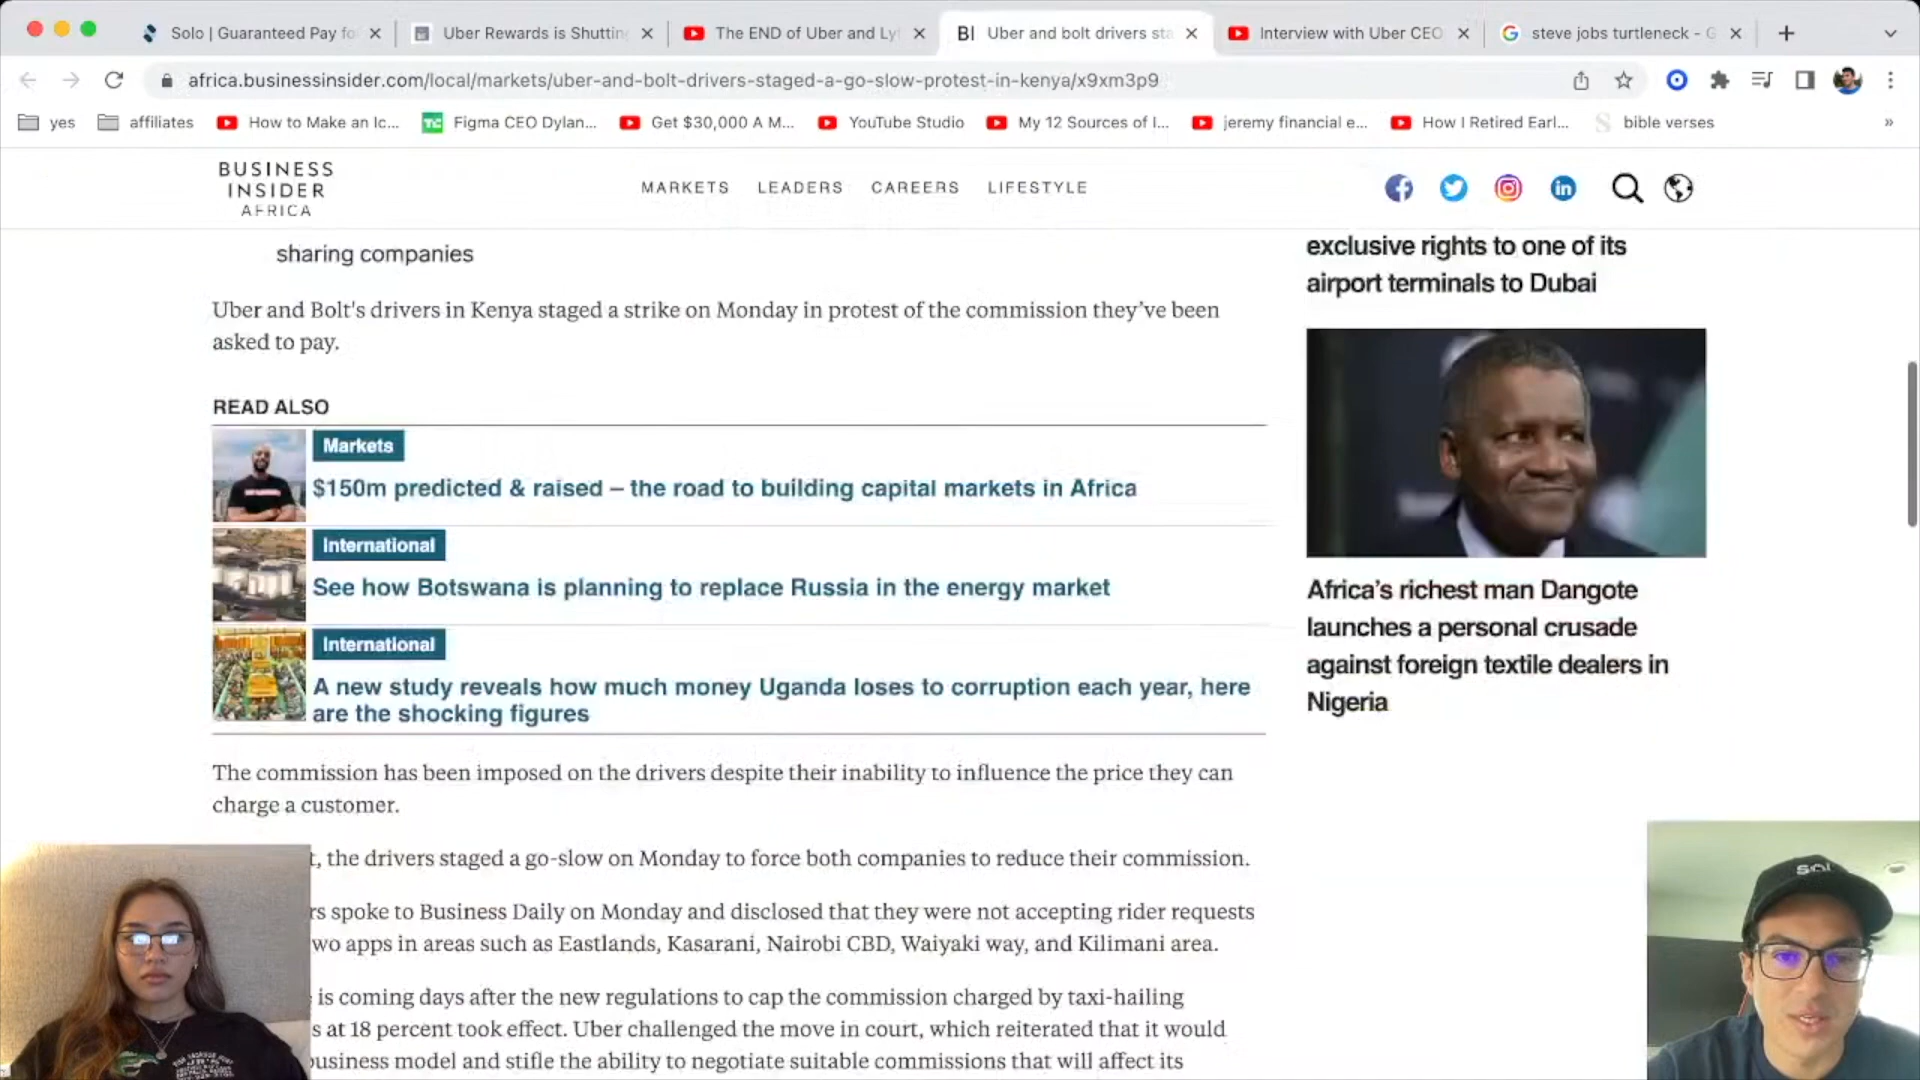 Solo | Guaranteed Pay fo
Uber Rewards is Shuttin
The END of Uber and Ly
BI
Uber and bolt drivers sta
Interview with Uber CEO
steve jobs turtleneck - G
africa.businessinsider.com/local/markets/uber-and-bolt-drivers-staged-a-go-slow-protest-in-kenya/x9xm3p9
yes
affiliates
How to Make an Ic...
TC
Figma CEO Dylan...
Get $30,000 A M...
YouTube Studio
My 12 Sources of I...
jeremy financial e...
How I Retired Earl...
S
bible verses
»
BUSINESS
INSIDER
AFRICA
MARKETS
LEADERS
CAREERS
LIFESTYLE
sharing companies
Uber and Bolt's drivers in Kenya staged a strike on Monday in protest of the commission they’ve been
asked to pay.
READ ALSO
Markets
$150m predicted & raised – the road to building capital markets in Africa
International
See how Botswana is planning to replace Russia in the energy market
International
A new study reveals how much money Uganda loses to corruption each year, here
are the shocking figures
The commission has been imposed on the drivers despite their inability to influence the price they can
charge a customer.
t, the drivers staged a go-slow on Monday to force both companies to reduce their commission.
rs spoke to Business Daily on Monday and disclosed that they were not accepting rider requests
wo apps in areas such as Eastlands, Kasarani, Nairobi CBD, Waiyaki way, and Kilimani area.
is coming days after the new regulations to cap the commission charged by taxi-hailing
s at 18 percent took effect. Uber challenged the move in court, which reiterated that it would
business model and stifle the ability to negotiate suitable commissions that will affect its
exclusive rights to one of its
airport terminals to Dubai
Africa’s richest man Dangote
launches a personal crusade
against foreign textile dealers in
Nigeria